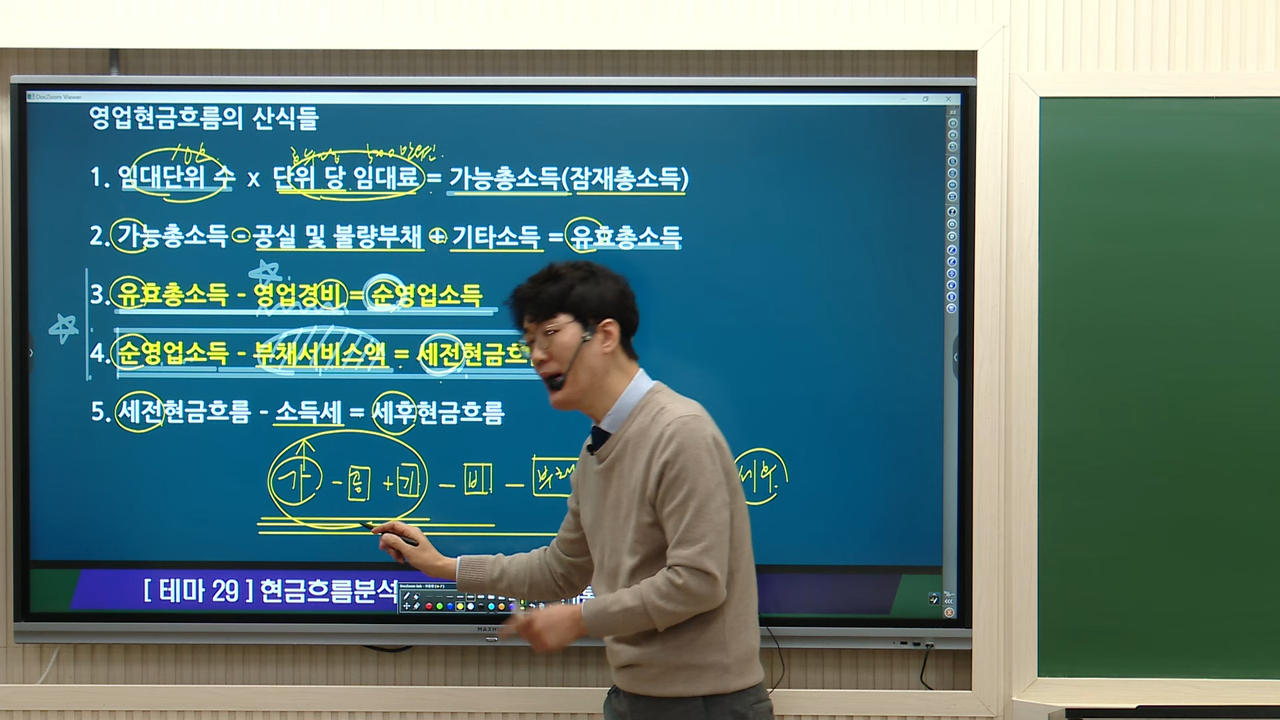 DocZoom Viewer
영업현금흐름의 산식들
1. 임대단위 수 x 단위 당 임대료 = 가능총소득(잠재총소득)
2. 가능총소득 - 공실 및 불량부채 + 기타소득 = 유효총소득
3. 유효총소득 - 영업경비 = 순영업소득
4. 순영업소득 - 부채서비스액 = 세전현금흐
5. 세전현금흐름 - 소득세 = 세후현금흐름
가 - 공 + 기 - 비 - 부채 세후
[ 테마 29 ] 현금흐름분석